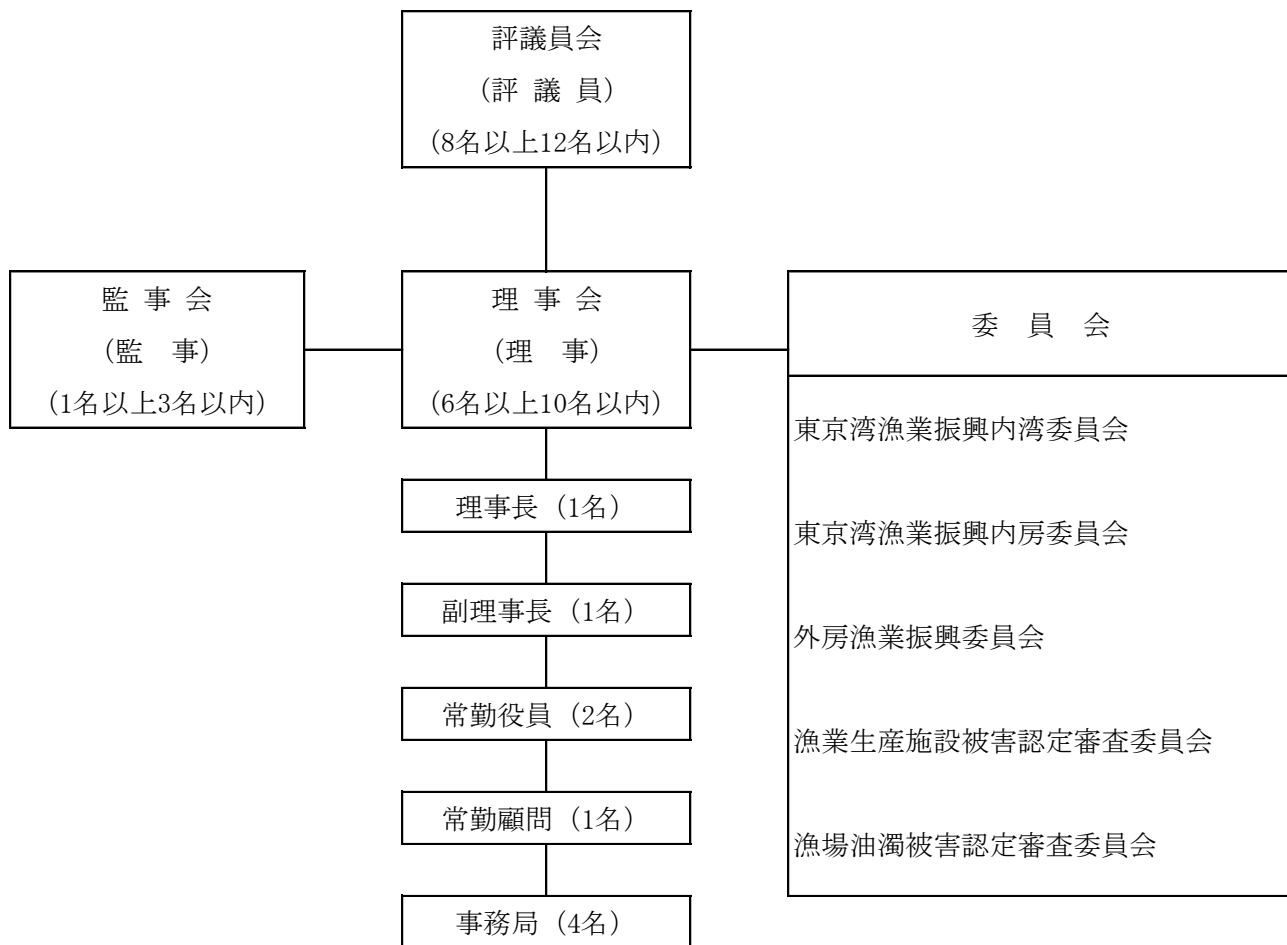 評議員会
(評 議 員)
(8名以上12名以内)
監 事 会
(監　事)
(1名以上3名以内)
理 事 会
(理　事)
(6名以上10名以内)
委　員　会
東京湾漁業振興内湾委員会
東京湾漁業振興内房委員会
外房漁業振興委員会
漁業生産施設被害認定審査委員会
漁場油濁被害認定審査委員会
理事長 (1名)
副理事長 (1名)
常勤役員 (2名)
常勤顧問 (1名)
事務局 (4名)